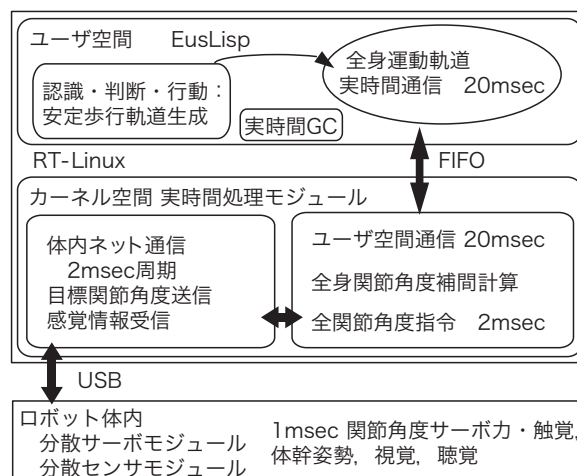 ユーザ空間 EusLisp
認識・判断・行動:
安定歩行軌道生成
全身運動軌道
実時間通信 20msec
実時間GC
RT-Linux
FIFO
カーネル空間 実時間処理モジュール
体内ネット通信
2msec周期
目標関節角度送信
感覚情報受信
ユーザ空間通信 20msec
全身関節角度補間計算
全関節角度指令 2msec
USB
ロボット体内
分散サーボモジュール
分散センサモジュール
1msec 関節角度サーボ力・触覚,
体幹姿勢, 視覚, 聴覚